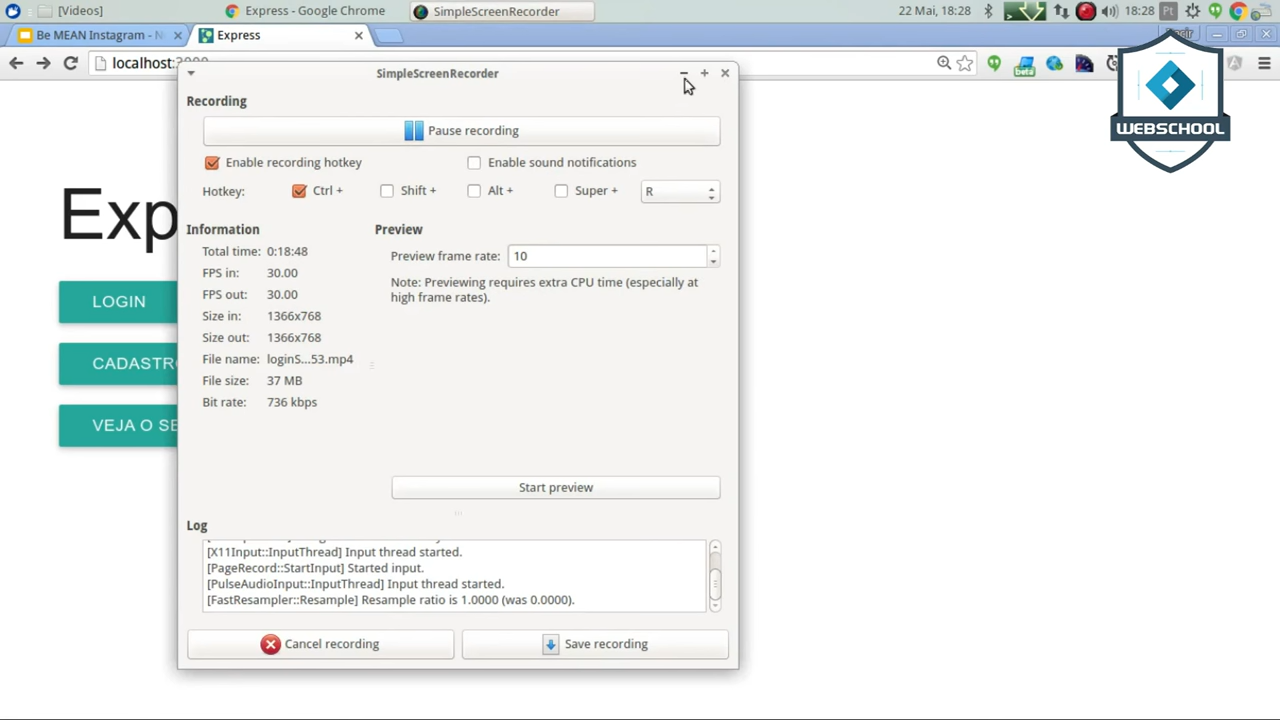 [Videos]
Express - Google Chrome
SimpleScreenRecorder
22 Mai, 18:28
18:28
Pt
Be MEAN Instagram - N
Express
localhost:3000
beta
WEBSCHOOL
SimpleScreenRecorder
Recording
Pause recording
Enable recording hotkey
Enable sound notifications
Hotkey:
Ctrl +
Shift +
Alt +
Super +
R
Exp
LOGIN
CADASTRO
VEJA O SE
Information
Total time: 0:18:48
FPS in: 30.00
FPS out: 30.00
Size in: 1366x768
Size out: 1366x768
File name: loginS...53.mp4
File size: 37 MB
Bit rate: 736 kbps
Preview
Preview frame rate: 10
Note: Previewing requires extra CPU time (especially at
high frame rates).
Start preview
Log
[X11Input::InputThread] Input thread started.
[PageRecord::StartInput] Started input.
[PulseAudioInput::InputThread] Input thread started.
[FastResampler::Resample] Resample ratio is 1.0000 (was 0.0000).
Cancel recording
Save recording